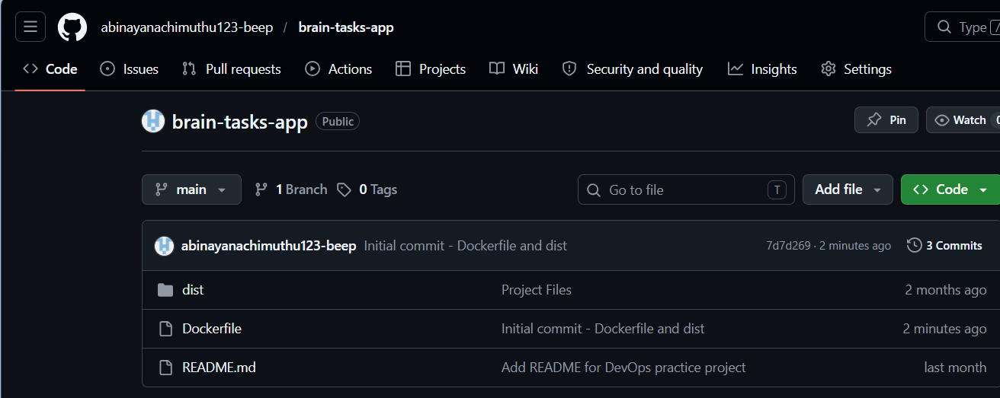 abinayanachimuthu123-beep / brain-tasks-app Type /
Code Issues Pull requests Actions Projects Wiki Security and quality Insights Settings
brain-tasks-app Public Pin Watch 0
main 1 Branch 0 Tags Go to file T Add file Code
abinayanachimuthu123-beep Initial commit - Dockerfile and dist 7d7d269 · 2 minutes ago 3 Commits
dist Project Files 2 months ago
Dockerfile Initial commit - Dockerfile and dist 2 minutes ago
README.md Add README for DevOps practice project last month